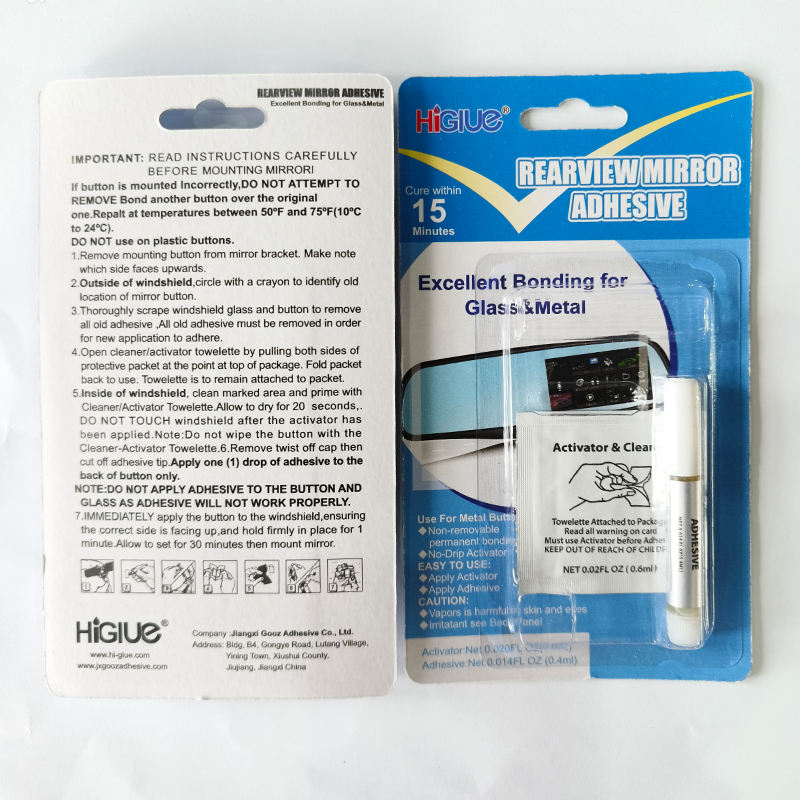 REARVIEW MIRROR ADHESIVE
Excellent Bonding for Glass&Metal
IMPORTANT: READ INSTRUCTIONS CAREFULLY
BEFORE MOUNTING MIRRORI
If button is mounted Incorrectly,DO NOT ATTEMPT TO
REMOVE Bond another button over the original
one.Repalt at temperatures between 50ºF and 75ºF(10ºC
to 24ºC).
DO NOT use on plastic buttons.
1.Remove mounting button from mirror bracket. Make note
which side faces upwards.
2.Outside of windshield,circle with a crayon to identify old
location of mirror button.
3.Thoroughly scrape windshield glass and button to remove
all old adhesive ,All old adhesive must be removed in order
for new application to adhere.
4.Open cleaner/activator towelette by pulling both sides of
protective packet at the point at top of package. Fold packet
back to use. Towelette is to remain attached to packet.
5.Inside of windshield, clean marked area and prime with
Cleaner/Activator Towelette.Allow to dry for 20 seconds,.
DO NOT TOUCH windshield after the activator has
been applied.Note:Do not wipe the button with the
Cleaner-Activator Towelette.6.Remove twist off cap then
cut off adhesive tip.Apply one (1) drop of adhesive to the
back of button only.
NOTE:DO NOT APPLY ADHESIVE TO THE BUTTON AND
GLASS AS ADHESIVE WILL NOT WORK PROPERLY.
7.IMMEDIATELY apply the button to the windshield,ensuring
the correct side is facing up,and hold firmly in place for 1
minute.Allow to set for 30 minutes then mount mirror.
1 2 3 4 5 6 7
HiGlue®
www.hi-glue.com
www.jxgoozadhesive.com
Company :Jiangxi Gooz Adhesive Co., Ltd.
Address: Bldg, B4, Gongye Road, Lutang Village,
Yining Town, Xiushui County,
Jiujiang, Jiangxi China
HiGlue®
REARVIEW MIRROR
ADHESIVE
Cure within
15
Minutes
Excellent Bonding for
Glass&Metal
Activator & Clean
Towelette Attached to Package
Read all warning on card
Must use Activator before Adhes
KEEP OUT OF REACH OF CHILDR
NET 0.02FL OZ ( 0.6ml )
ADHESIVE
Use For Metal Butt
◆Non-removable
permanent bondin
◆No-Drip Activator
EASY TO USE:
◆Apply Activator
◆Apply Adhesive
CAUTION:
◆Vapors is harmful to skin and eyes
◆Irritatant see Back Panel
Activator:Net 0.020FL OZ
Adhesive:Net 0.014FL OZ (0.4ml)